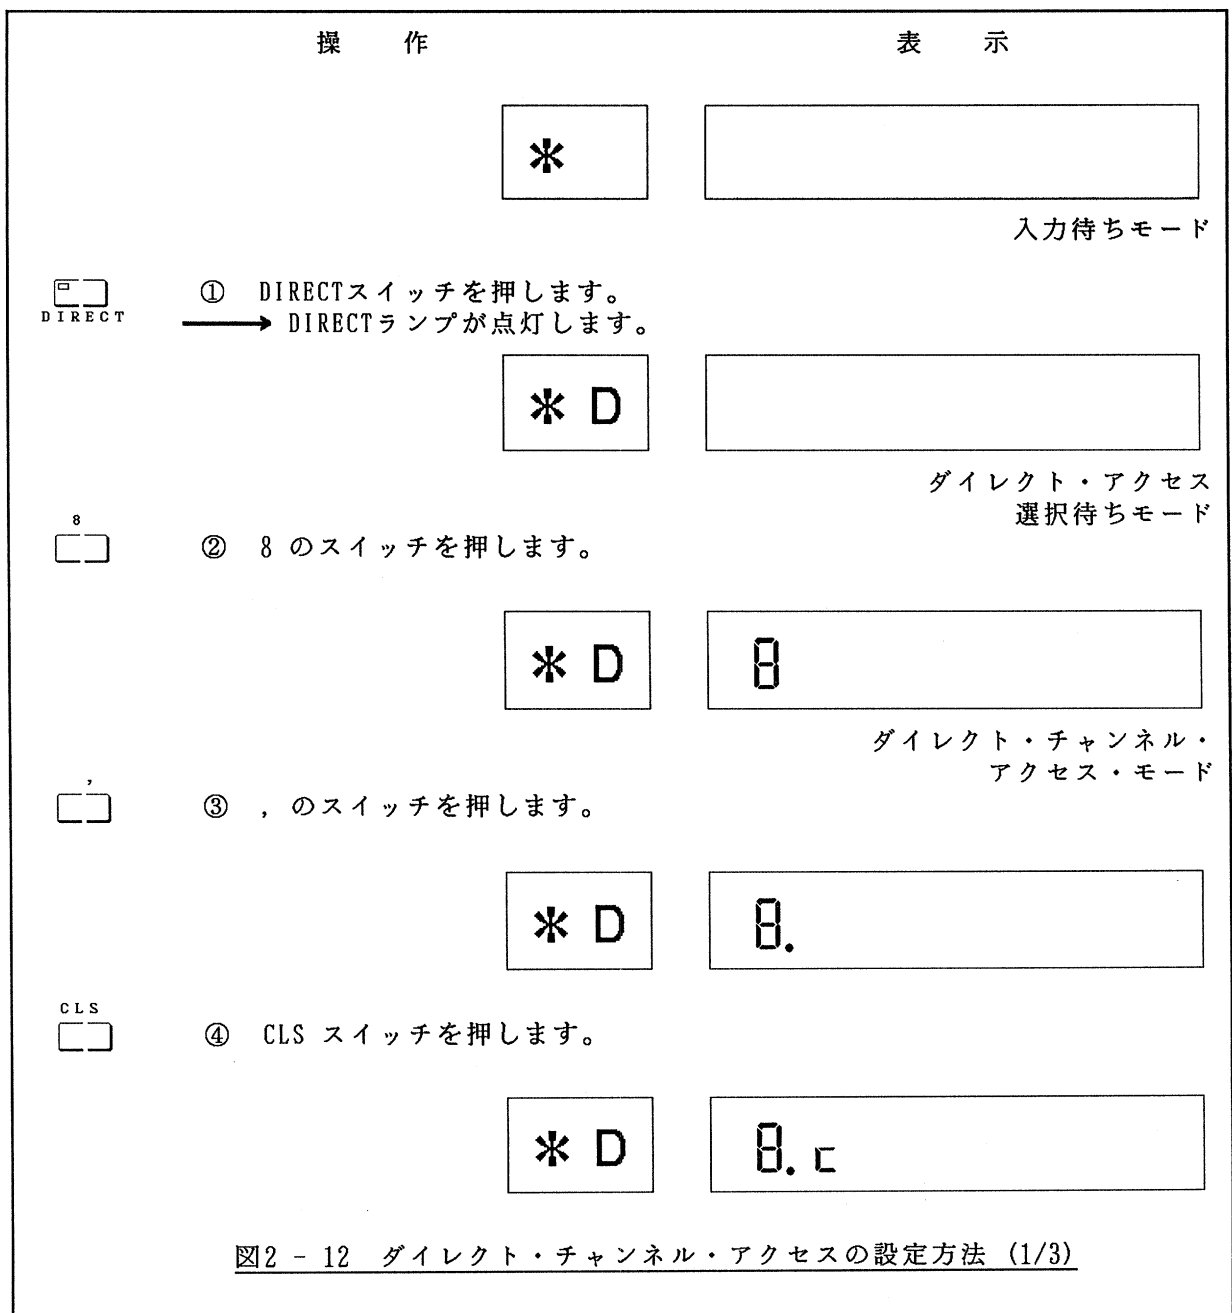 操　作　　　　表　示
*
入力待ちモード
① DIRECTスイッチを押します。
DIRECT
→ DIRECTランプが点灯します。
* D
ダイレクト・アクセス
選択待ちモード
8
② 8 のスイッチを押します。
* D　8
ダイレクト・チャンネル・
アクセス・モード
,
③ , のスイッチを押します。
* D　8.
CLS
④ CLS スイッチを押します。
* D　8. c
図2 - 12 ダイレクト・チャンネル・アクセスの設定方法 (1/3)